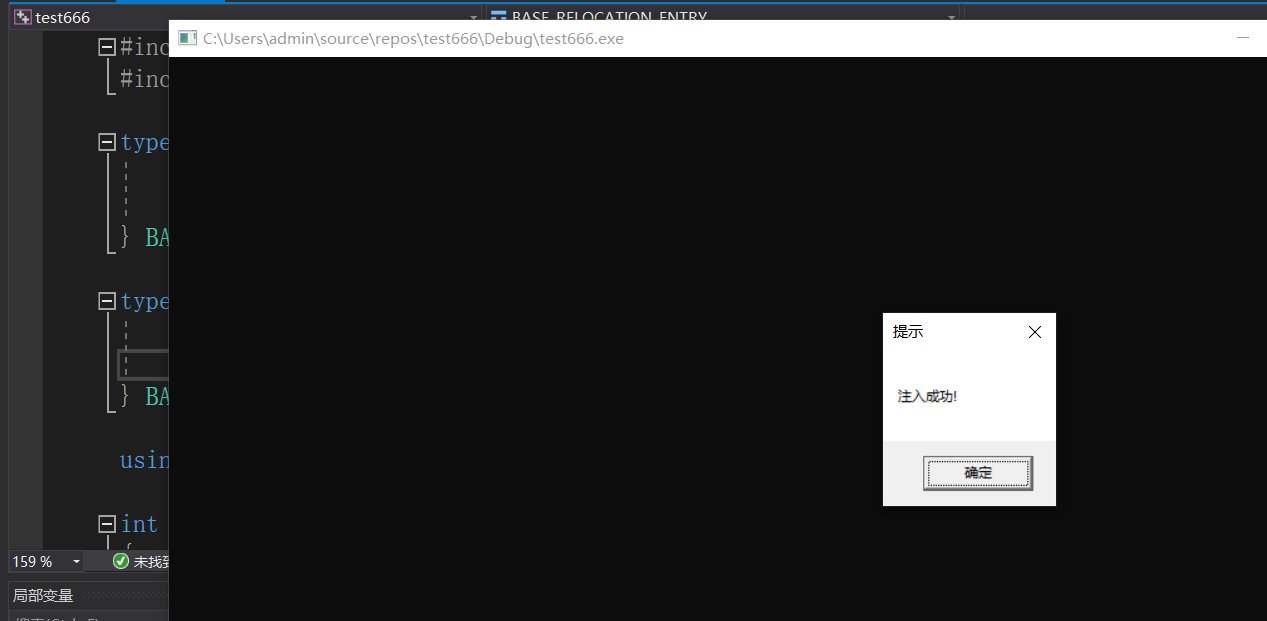 test666
BASE_RELOCATION_ENTRY
C:\Users\admin\source\repos\test666\Debug\test666.exe
#inc
#inc
type
} BA
type
} BA
usin
int
{
提示
注入成功!
确定
159 %
未找到
局部变量